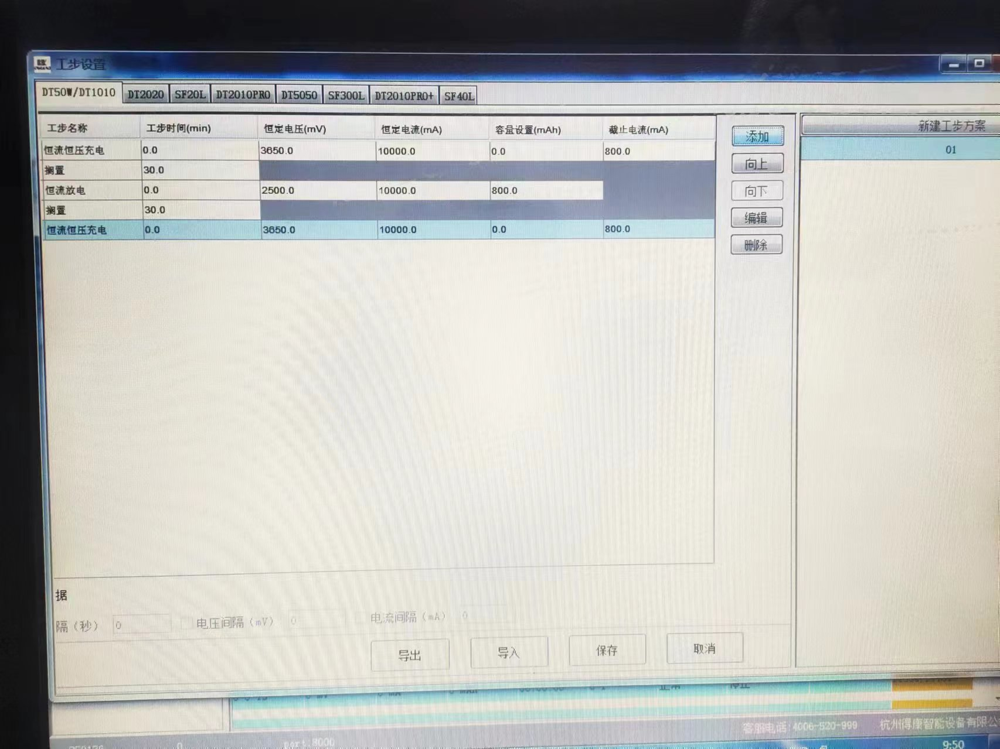 工步设置
DT50W/DT1010 DT2020 SF20L DT2010PRO DT5050 SF300L DT2010PRO+ SF40L
工步名称 工步时间(min) 恒定电压(mV) 恒定电流(mA) 容量设置(mAh) 截止电流(mA)
恒流恒压充电 0.0 3650.0 10000.0 0.0 800.0
搁置 30.0
恒流放电 0.0 2500.0 10000.0 800.0
搁置 30.0
恒流恒压充电 0.0 3650.0 10000.0 0.0 800.0
添加
向上
向下
编辑
删除
新建工步方案
01
据
隔（秒） 0 电压间隔（mV） 0 电流间隔（mA） 0
导出 导入 保存 取消
客服电话:4006-520-999 杭州得康智能设备有限公
0 port:8000
9:50